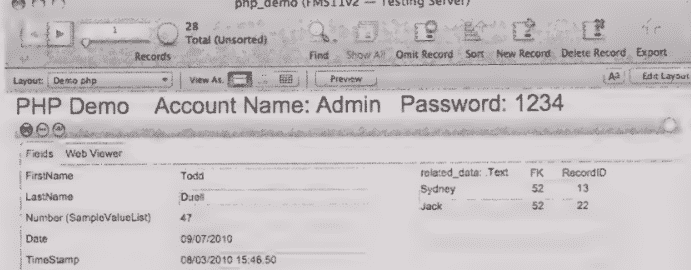 php_demo (FMS11v2 — Testing Server)
1
28
Total (Unsorted)
Records
Find Show All Omit Record Sort New Record Delete Record Export
Layout: Demo php View As: Preview Aa Edit Layout
PHP Demo Account Name: Admin Password: 1234
Fields Web Viewer
FirstName Todd related_data: :Text FK RecordID
Sydney 52 13
LastName Duell Jack 52 22
Number (SampleValueList) 47
Date 09/07/2010
TimeStamp 08/03/2010 15:46:50